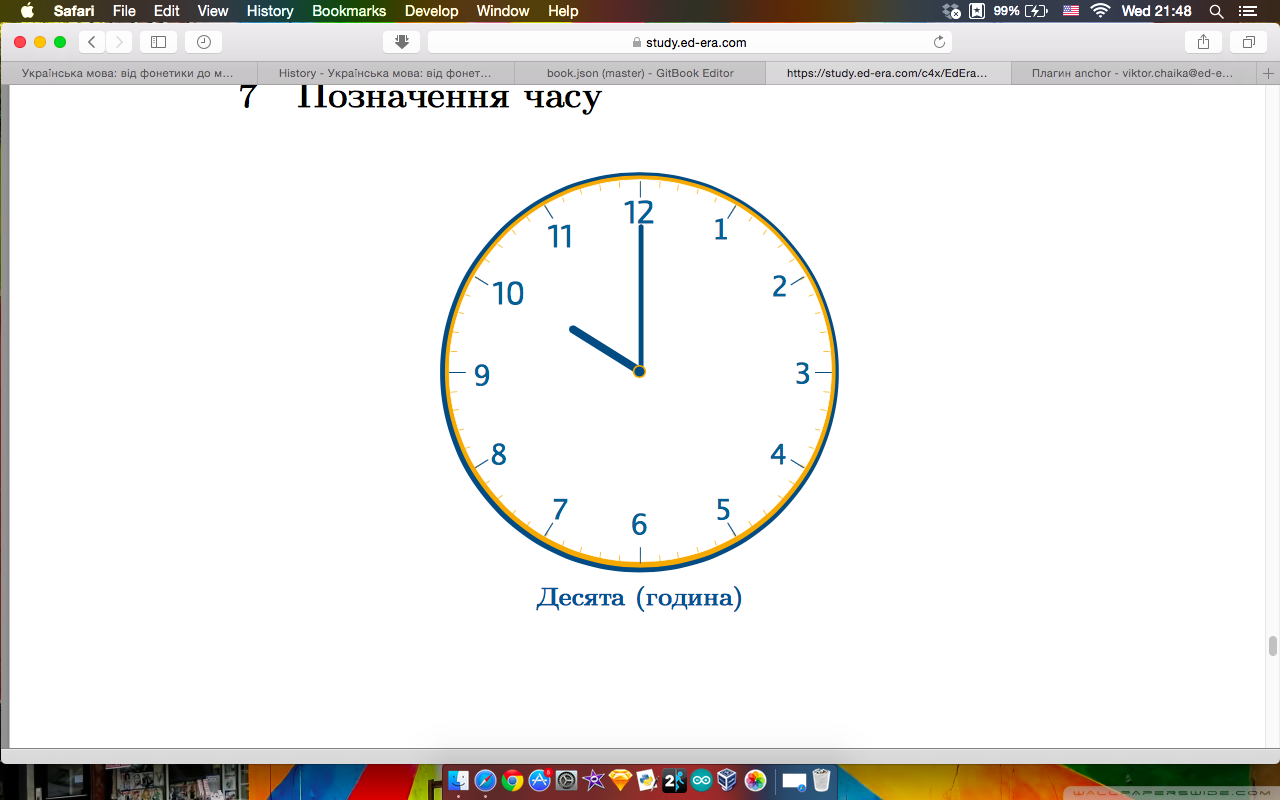 Safari File Edit View History Bookmarks Develop Window Help 99% Wed 21:48
study.ed-era.com
Українська мова: від фонетики до м... History - Українська мова: від фонет... book.json (master) - GitBook Editor https://study.ed-era.com/c4x/EdEra... Плагин anchor - viktor.chaika@ed-e...
7 Позначення часу
12
11 1
10 2
9 3
8 4
7 5
6
Десята (година)
WALLPAPERSWIDE.COM